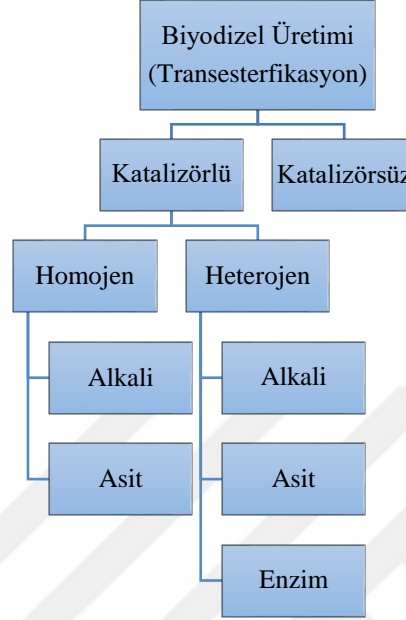 Biyodizel Üretimi
(Transesterfikasyon)
Katalizörlü
Katalizörsüz
Homojen
Heterojen
Alkali
Alkali
Asit
Asit
Enzim